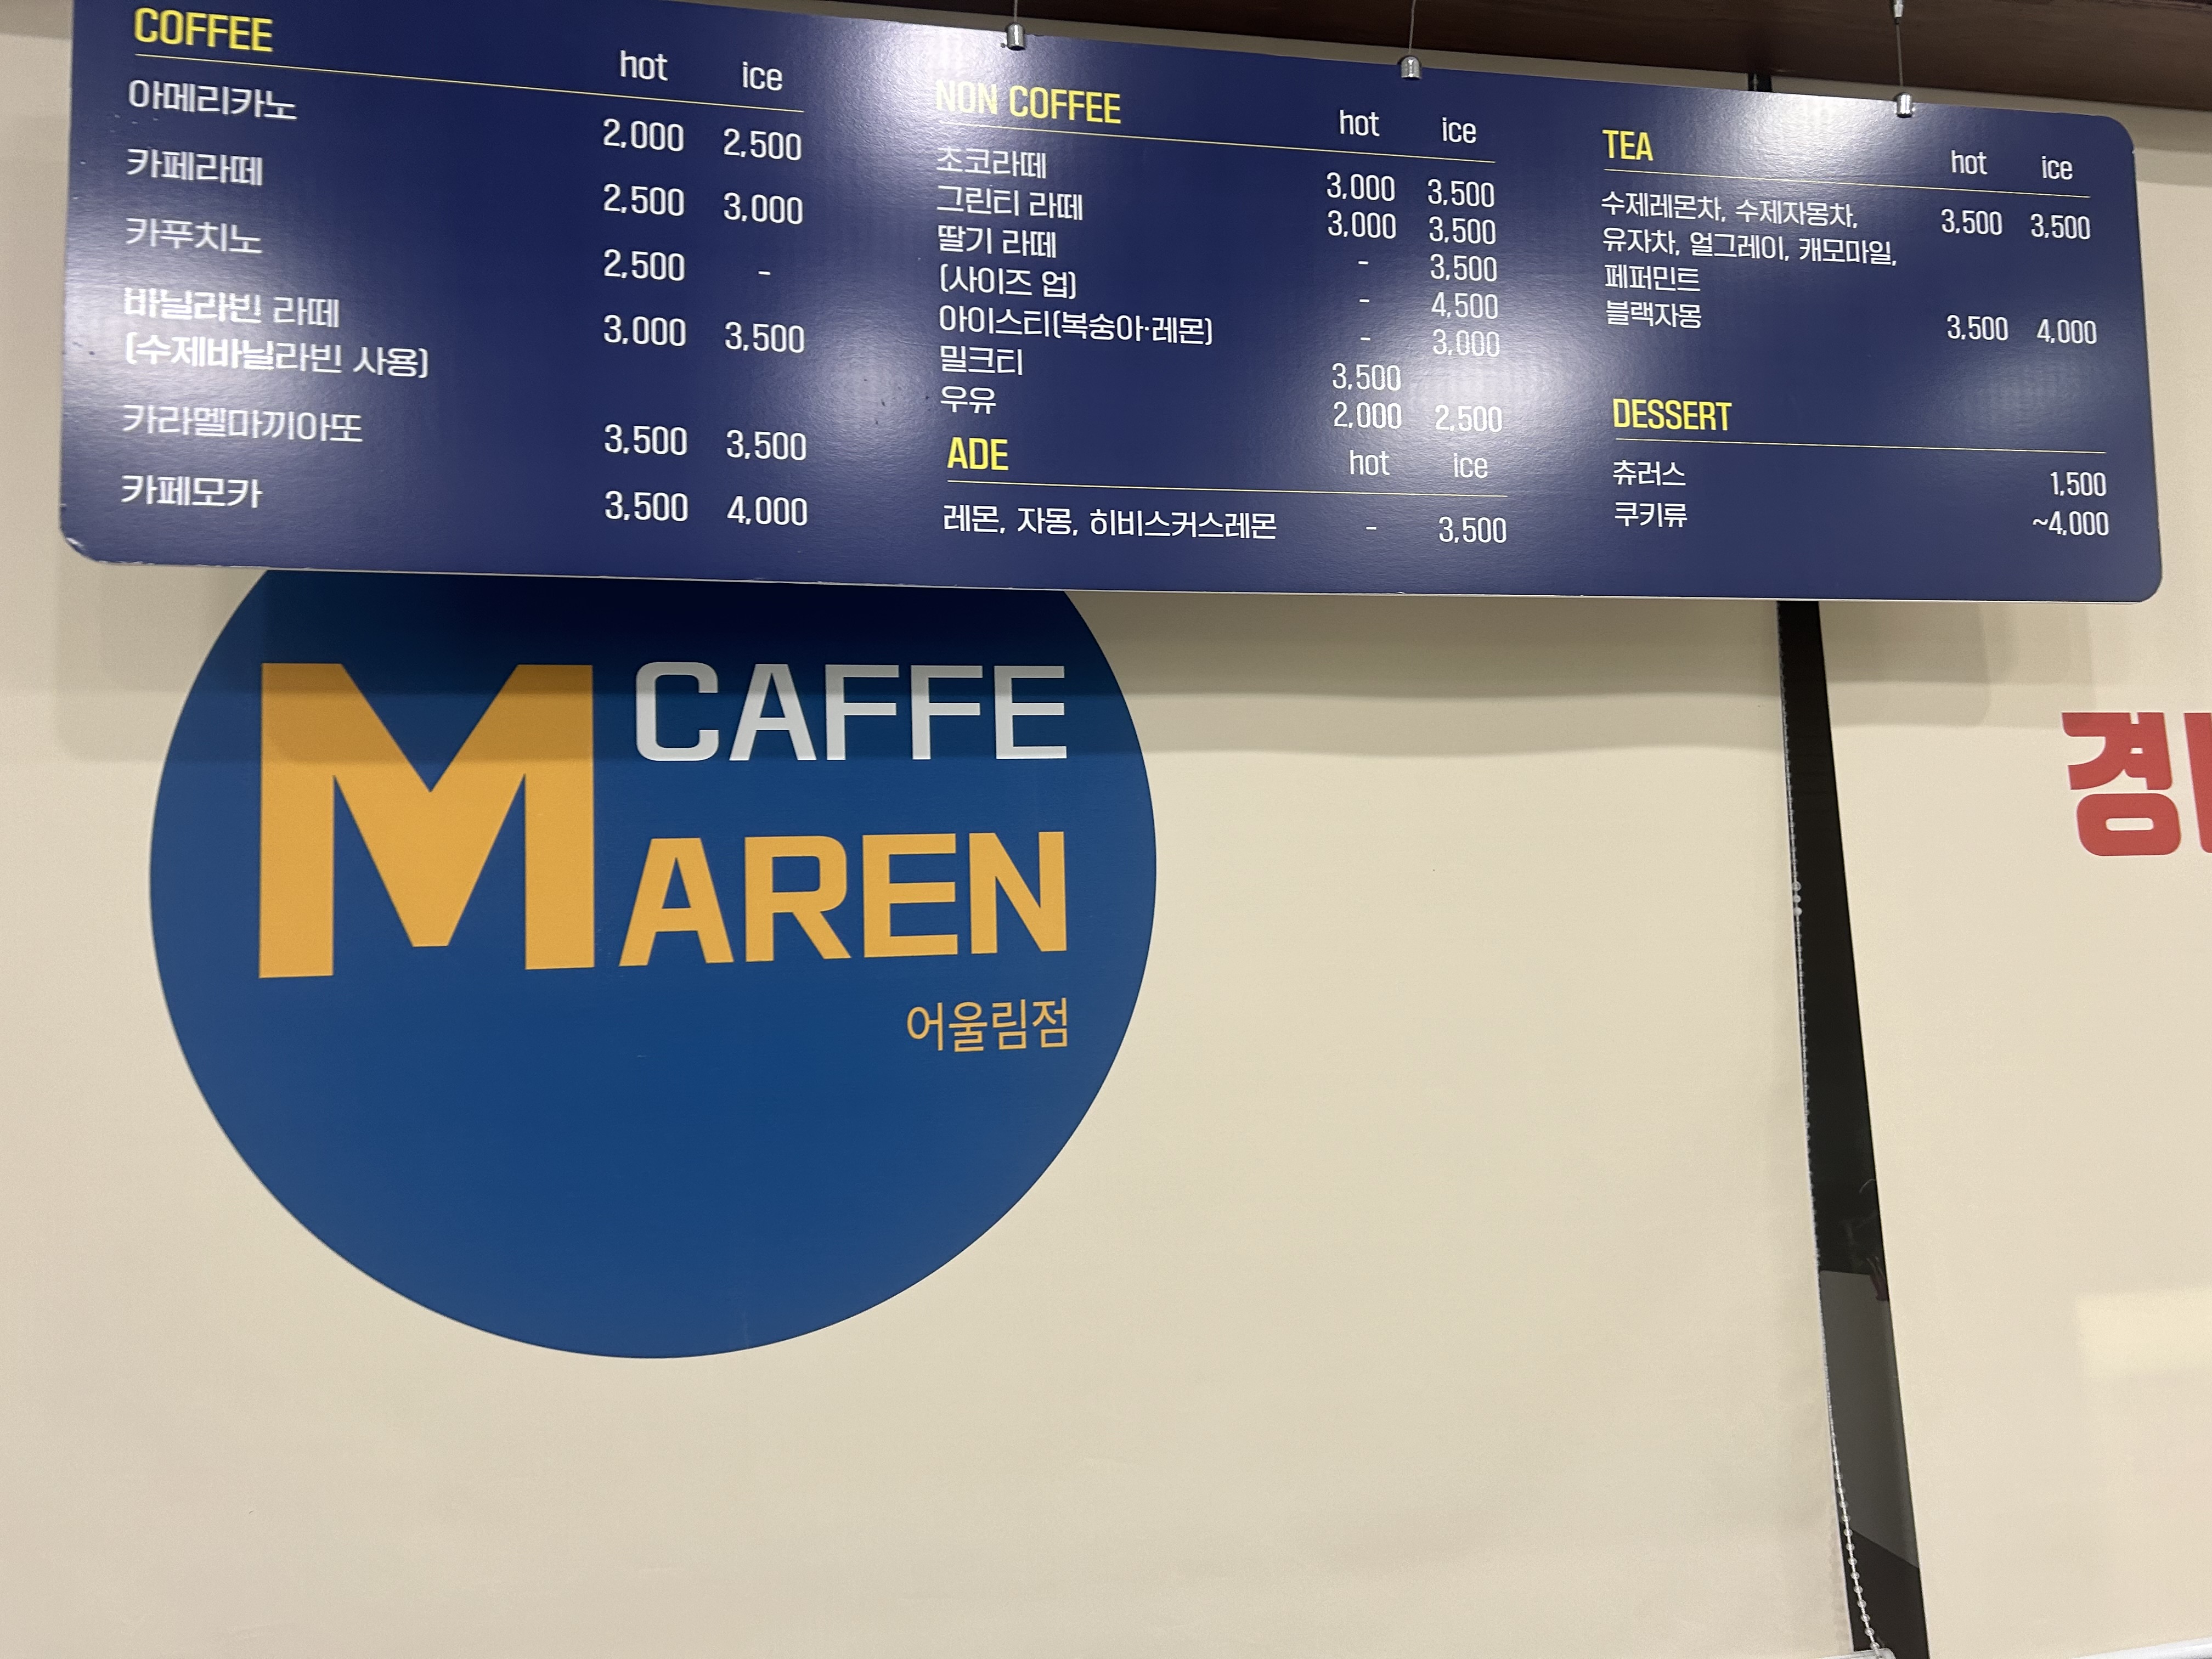 COFFEE
hot ice
아메리카노 2,000 2,500
카페라떼 2,500 3,000
카푸치노 2,500 -
바닐라빈 라떼 3,000 3,500
(수제바닐라빈 사용)
카라멜마끼아또 3,500 3,500
카페모카 3,500 4,000
NON COFFEE
hot ice
초코라떼 3,000 3,500
그린티 라떼 3,000 3,500
딸기 라떼 - 3,500
(사이즈 업) - 4,500
아이스티(복숭아·레몬) - 3,000
밀크티 3,500
우유 2,000 2,500
ADE hot ice
레몬, 자몽, 히비스커스레몬 - 3,500
TEA hot ice
수제레몬차, 수제자몽차, 3,500 3,500
유자차, 얼그레이, 캐모마일,
페퍼민트
블랙자몽 3,500 4,000
DESSERT
츄러스 1,500
쿠키류 ~4,000
CAFFE
MAREN
어울림점
경